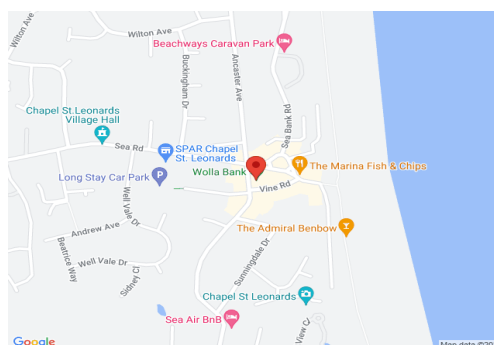 Wilton Ave
Wilton Ave
Beachways Caravan Park
Buckingham Dr
Ancaster Ave
Sea Bank Rd
Chapel St Leonards
Village Hall
Sea Rd
SPAR Chapel
St. Leonards
Wolla Bank
The Marina Fish & Chips
Long Stay Car Park
P
Vine Rd
Well Vale Dr
Andrew Ave
The Admiral Benbow
Beatrice Way
Well Vale Dr
Sidney Cl
Sunningdale Dr
Chapel St Leonards
Sea Air BnB
View Cl
Google
Map data ©20